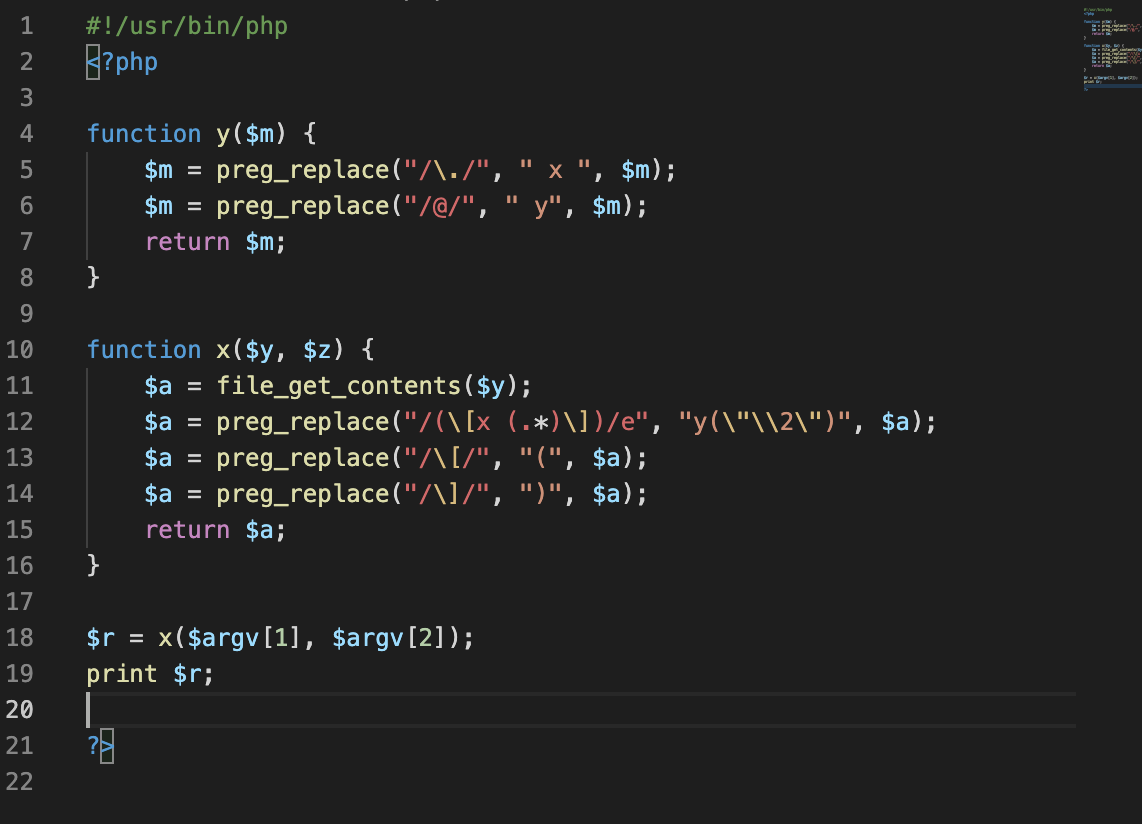 1 #!/usr/bin/php
2 <?php
3
4 function y($m) {
5 $m = preg_replace("/\./", " x ", $m);
6 $m = preg_replace("/@/", " y", $m);
7 return $m;
8 }
9
10 function x($y, $z) {
11 $a = file_get_contents($y);
12 $a = preg_replace("/(\[x (.*)\])/e", "y(\"\\2\")", $a);
13 $a = preg_replace("/\[/", "(", $a);
14 $a = preg_replace("/\]/", ")", $a);
15 return $a;
16 }
17
18 $r = x($argv[1], $argv[2]);
19 print $r;
20
21 ?>
22